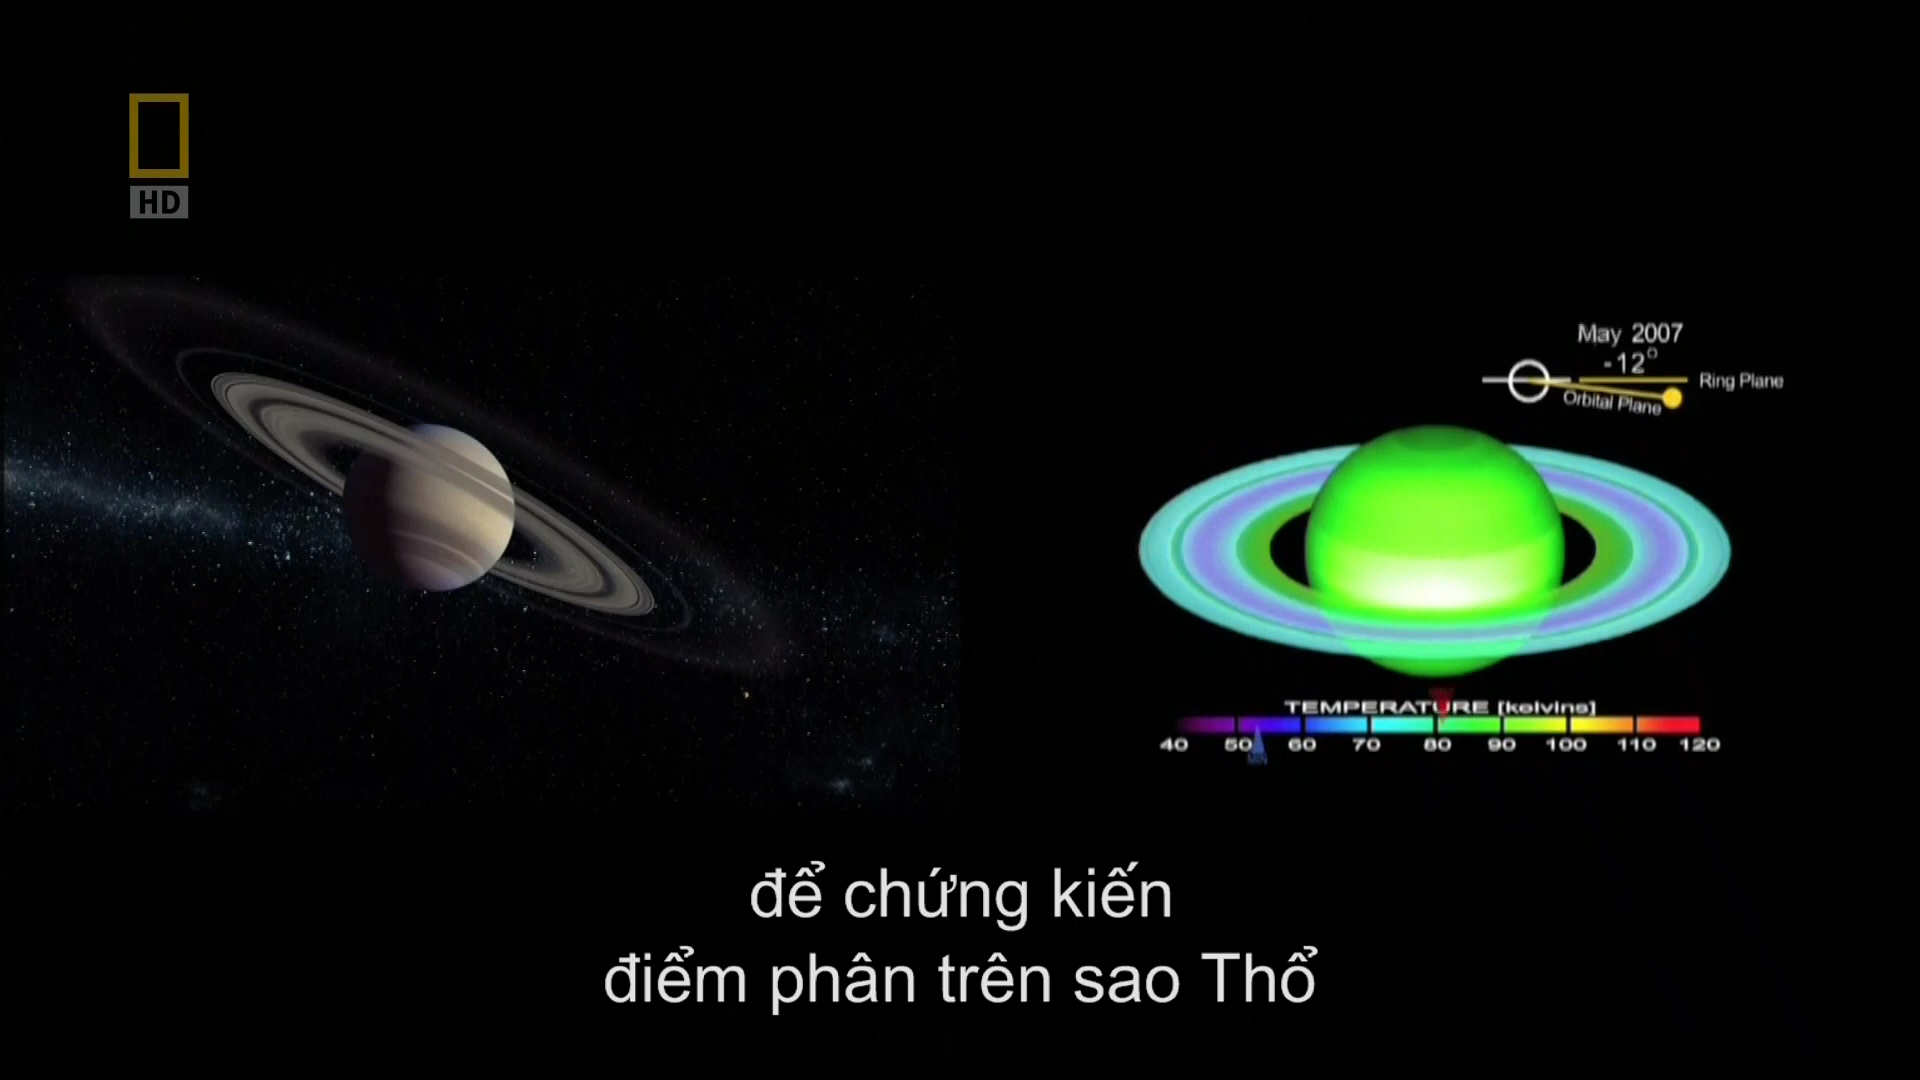 HD
May 2007
-12°
Ring Plane
Orbital Plane
TEMPERATURE [kelvins]
40 50 60 70 80 90 100 110 120
MIN
để chứng kiến
điểm phân trên sao Thổ